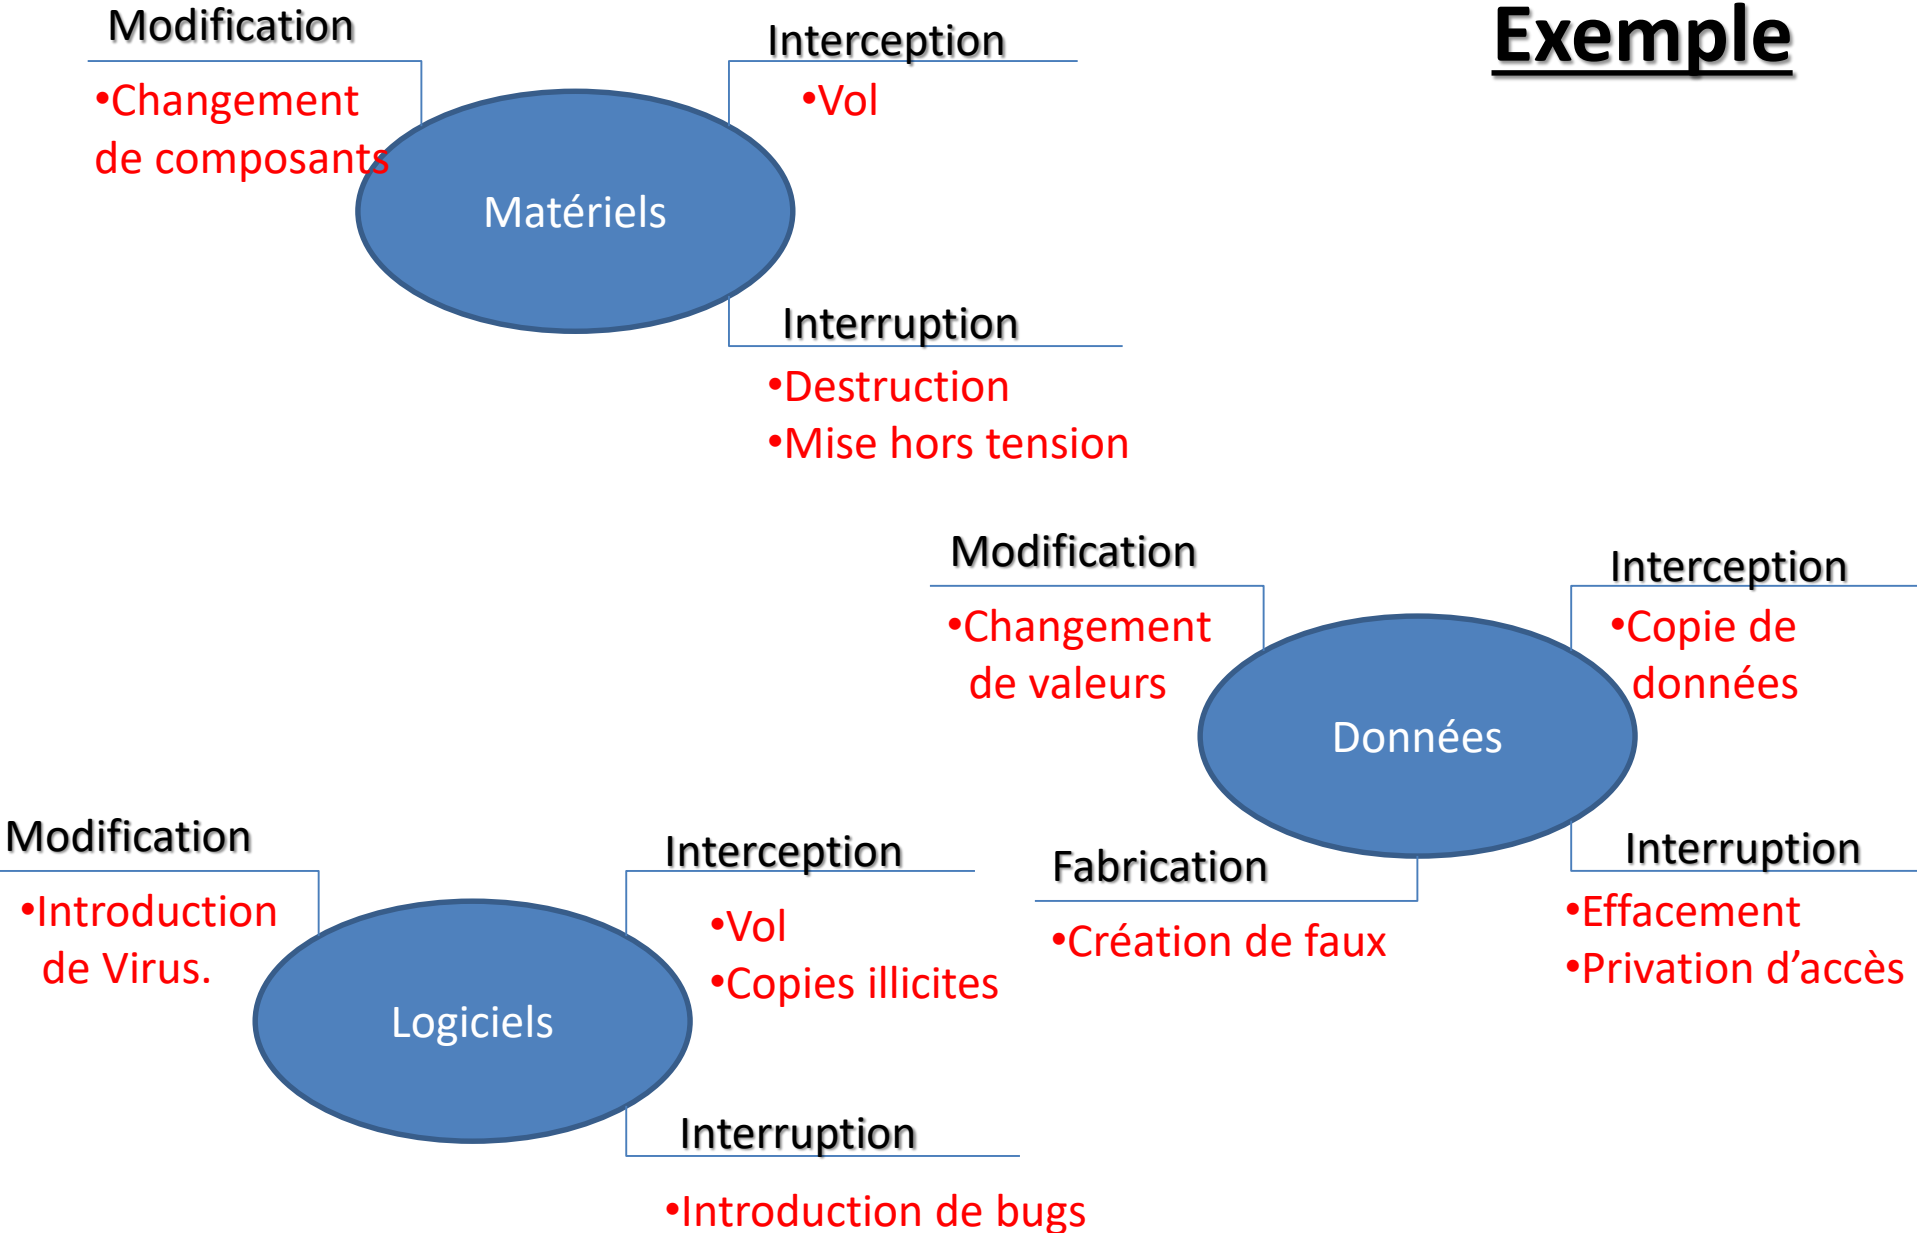 Exemple
Modification
•Changement
de composants
Interception
•Vol
Matériels
Interruption
•Destruction
•Mise hors tension
Modification
•Changement
de valeurs
Interception
•Copie de
données
Données
Fabrication
•Création de faux
Interruption
•Effacement
•Privation d’accès
Modification
•Introduction
de Virus.
Interception
•Vol
•Copies illicites
Logiciels
Interruption
•Introduction de bugs